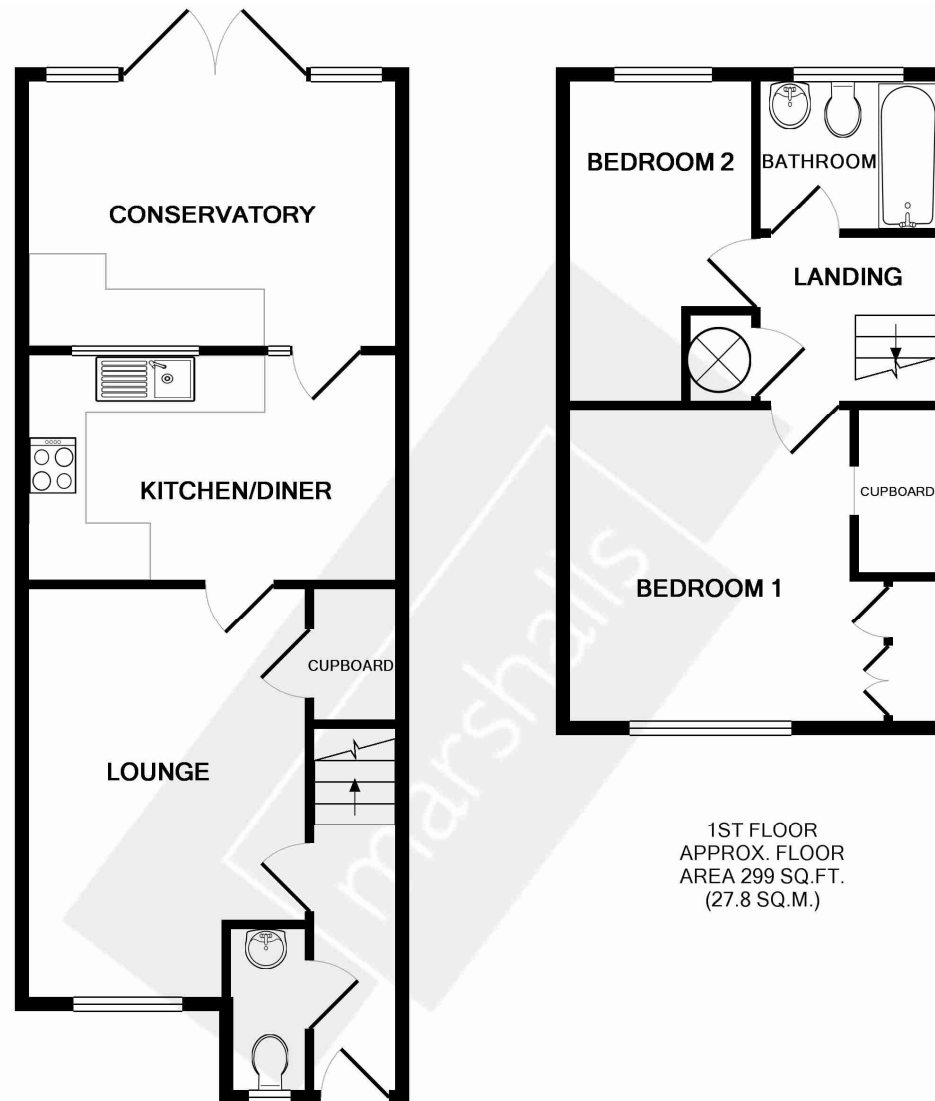 CONSERVATORY
KITCHEN/DINER
LOUNGE
CUPBOARD
BEDROOM 2
BATHROOM
LANDING
BEDROOM 1
CUPBOARD
1ST FLOOR
APPROX. FLOOR
AREA 299 SQ.FT.
(27.8 SQ.M.)
marshalls